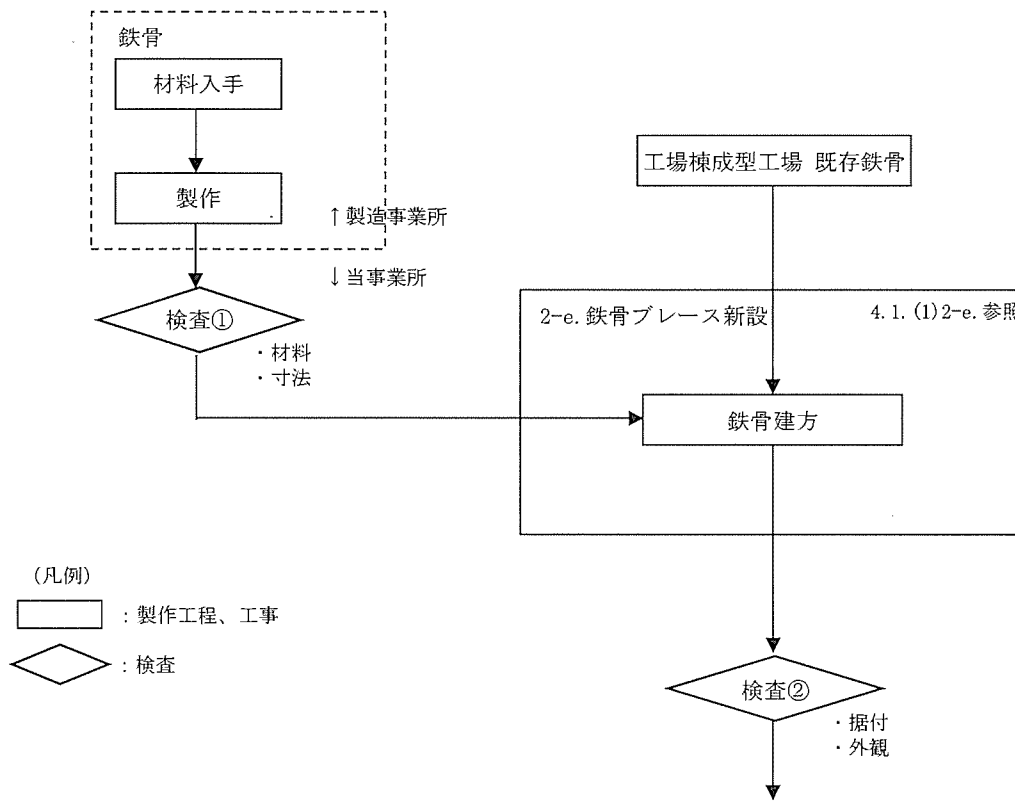 鉄骨
材料入手
製作
↑製造事業所
↓当事業所
検査①
・材料
・寸法
工場棟成型工場 既存鉄骨
2-e.鉄骨ブレース新設
4.1.(1)2-e.参照
鉄骨建方
検査②
・据付
・外観
(凡例)
：製作工程、工事
：検査